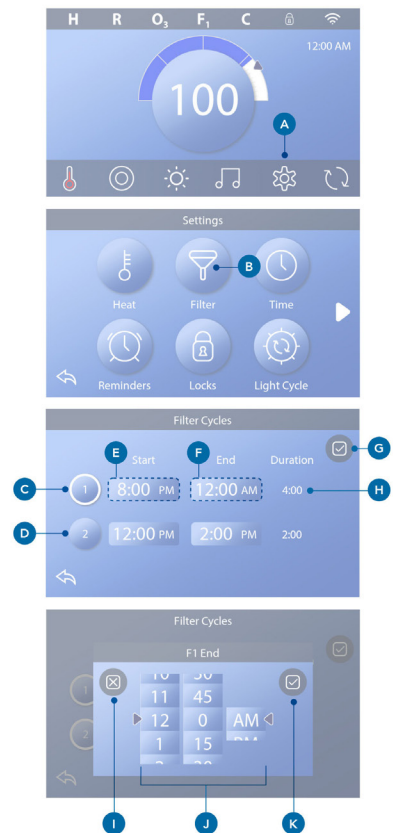 H R O3 F1 C
12:00 AM
100
A
Settings
B
Heat Filter Time
Reminders Locks Light Cycle
Filter Cycles
G
E Start F End Duration
C 1 8:00 PM 12:00 AM 4:00 H
D 2 12:00 PM 2:00 PM 2:00
Filter Cycles
F1 End
11 45
1 12 0 AM
2 1 15
I J K